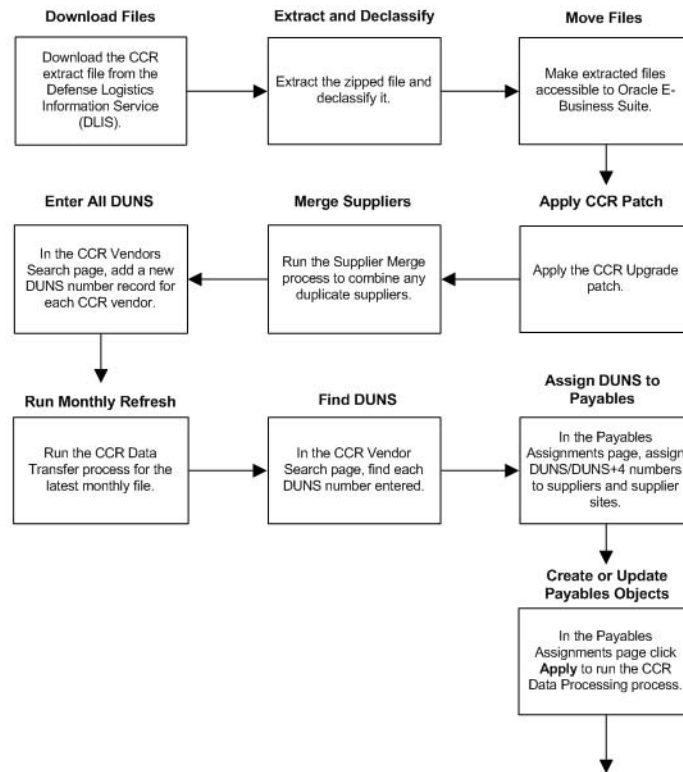 Download Files
Download the CCR
extract file from the
Defense Logistics
Information Service
(DLIS).
Extract and Declassify
Extract the zipped file and
declassify it.
Move Files
Make extracted files
accessible to Oracle E-
Business Suite.
Apply CCR Patch
Apply the CCR Upgrade
patch.
Merge Suppliers
Run the Supplier Merge
process to combine any
duplicate suppliers.
Enter All DUNS
In the CCR Vendors
Search page, add a new
DUNS number record for
each CCR vendor.
Run Monthly Refresh
Run the CCR Data
Transfer process for the
latest monthly file.
Find DUNS
In the CCR Vendor
Search page, find each
DUNS number entered.
Assign DUNS to
Payables
In the Payables
Assignments page, assign
DUNS/DUNS+4 numbers
to suppliers and supplier
sites.
Create or Update
Payables Objects
In the Payables
Assignments page click
Apply to run the CCR
Data Processing process.